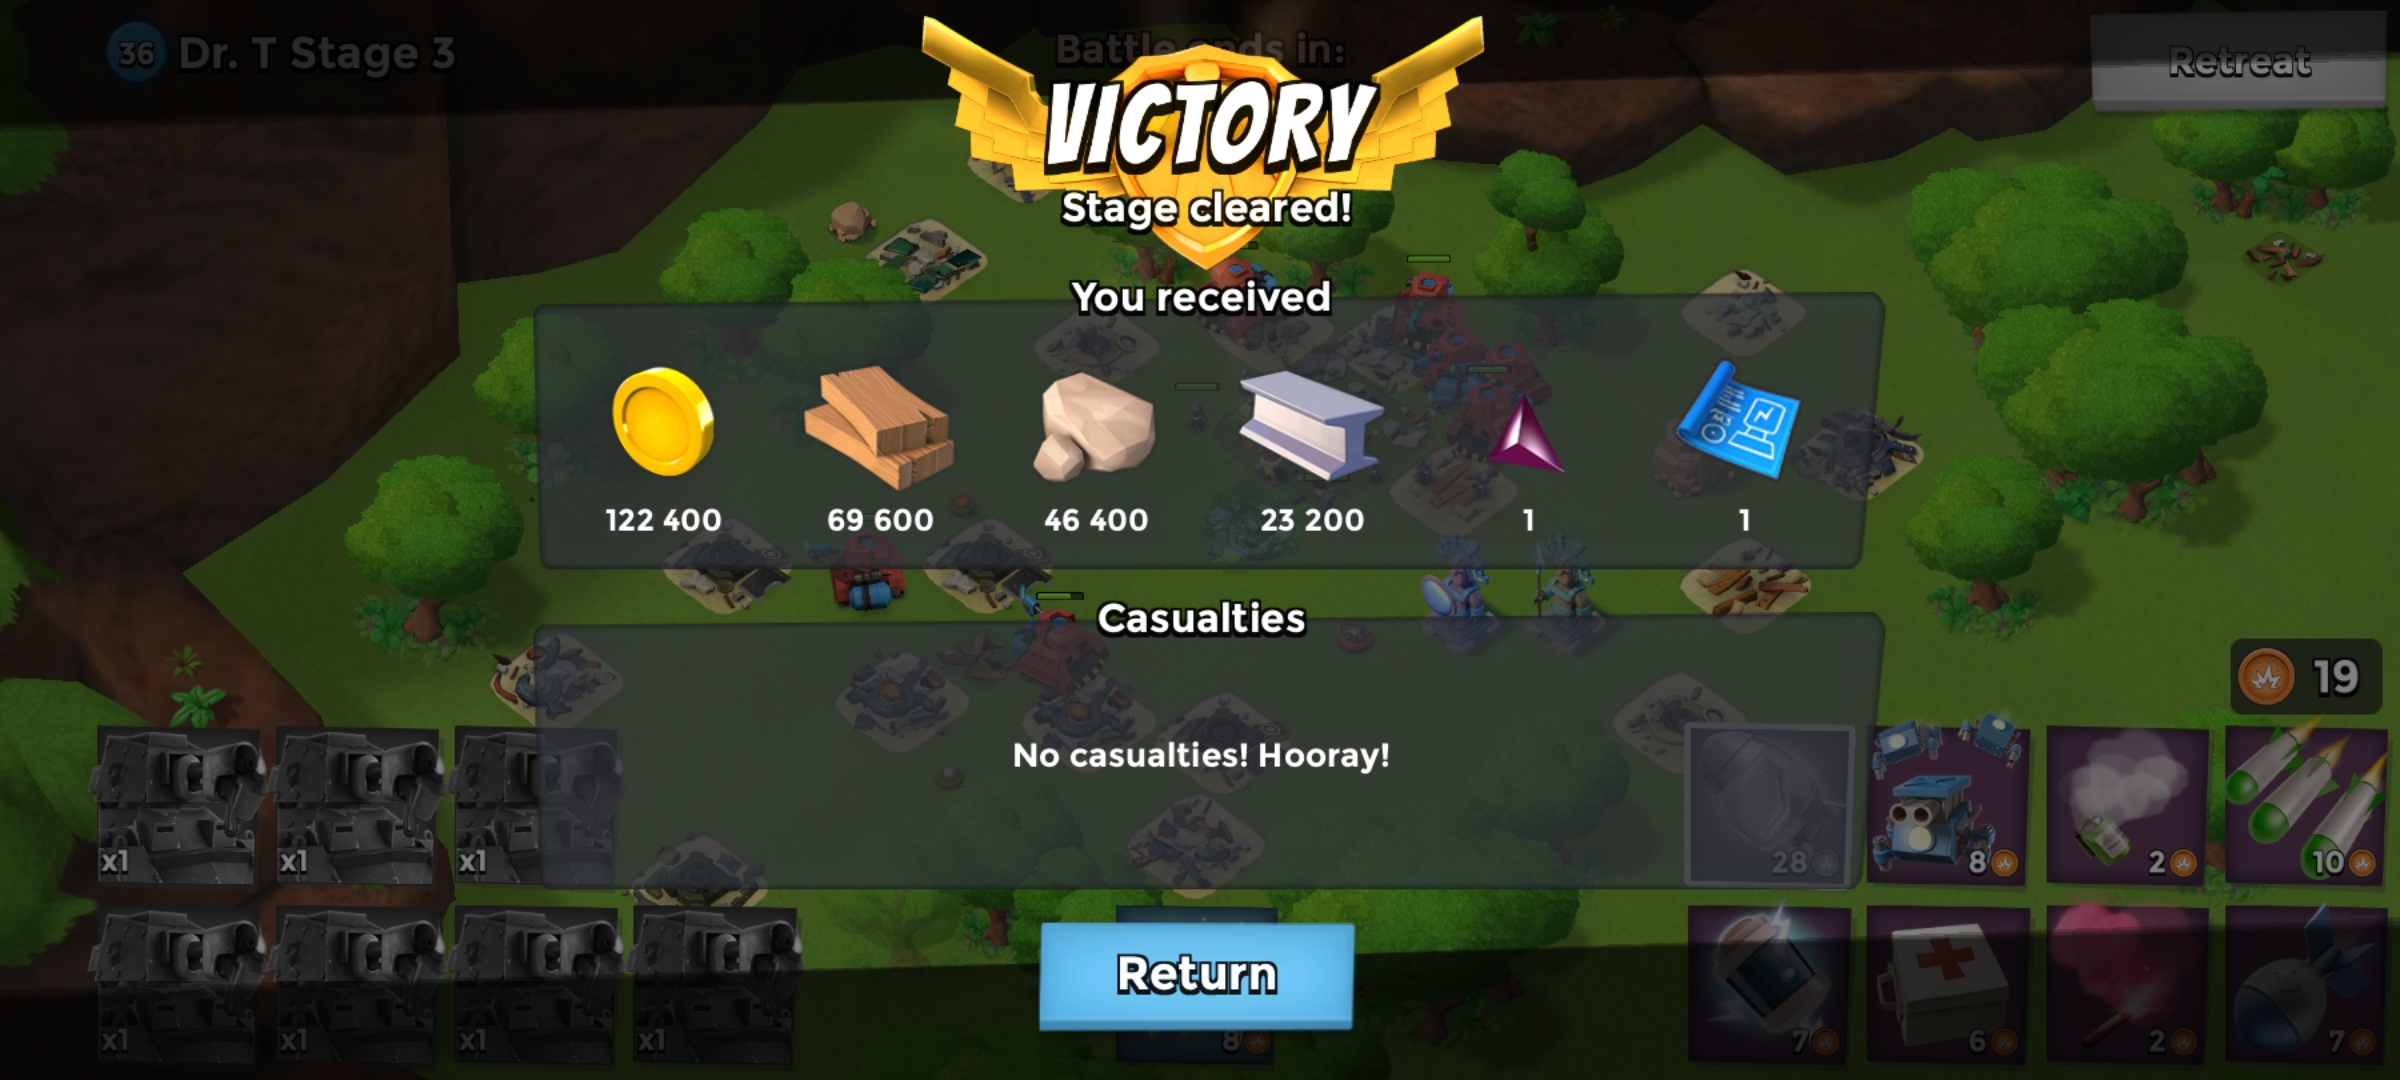 36 Dr. T Stage 3
Battle ends in:
Retreat
VICTORY
Stage cleared!
You received
122 400
69 600
46 400
23 200
1
1
Casualties
No casualties! Hooray!
19
x1
x1
x1
28
8
2
10
x1
x1
x1
x1
Return
8
7
6
2
7